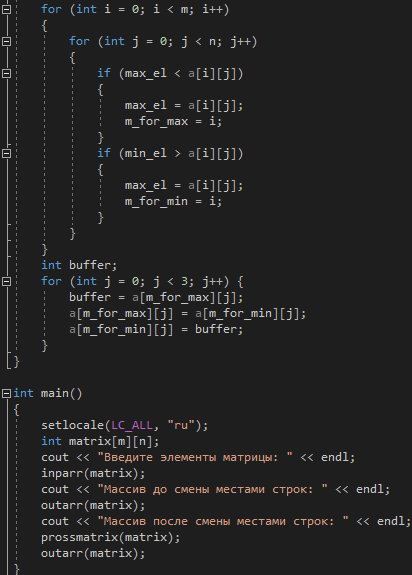 for (int i = 0; i < m; i++)
{
for (int j = 0; j < n; j++)
{
if (max_el < a[i][j])
{
max_el = a[i][j];
m_for_max = i;
}
if (min_el > a[i][j])
{
max_el = a[i][j];
m_for_min = i;
}
}
}
int buffer;
for (int j = 0; j < 3; j++) {
buffer = a[m_for_max][j];
a[m_for_max][j] = a[m_for_min][j];
a[m_for_min][j] = buffer;
}
}
int main()
{
setlocale(LC_ALL, "ru");
int matrix[m][n];
cout << "Введите элементы матрицы: " << endl;
inparr(matrix);
cout << "Массив до смены местами строк: " << endl;
outarr(matrix);
cout << "Массив после смены местами строк: " << endl;
prossmatrix(matrix);
outarr(matrix);
}